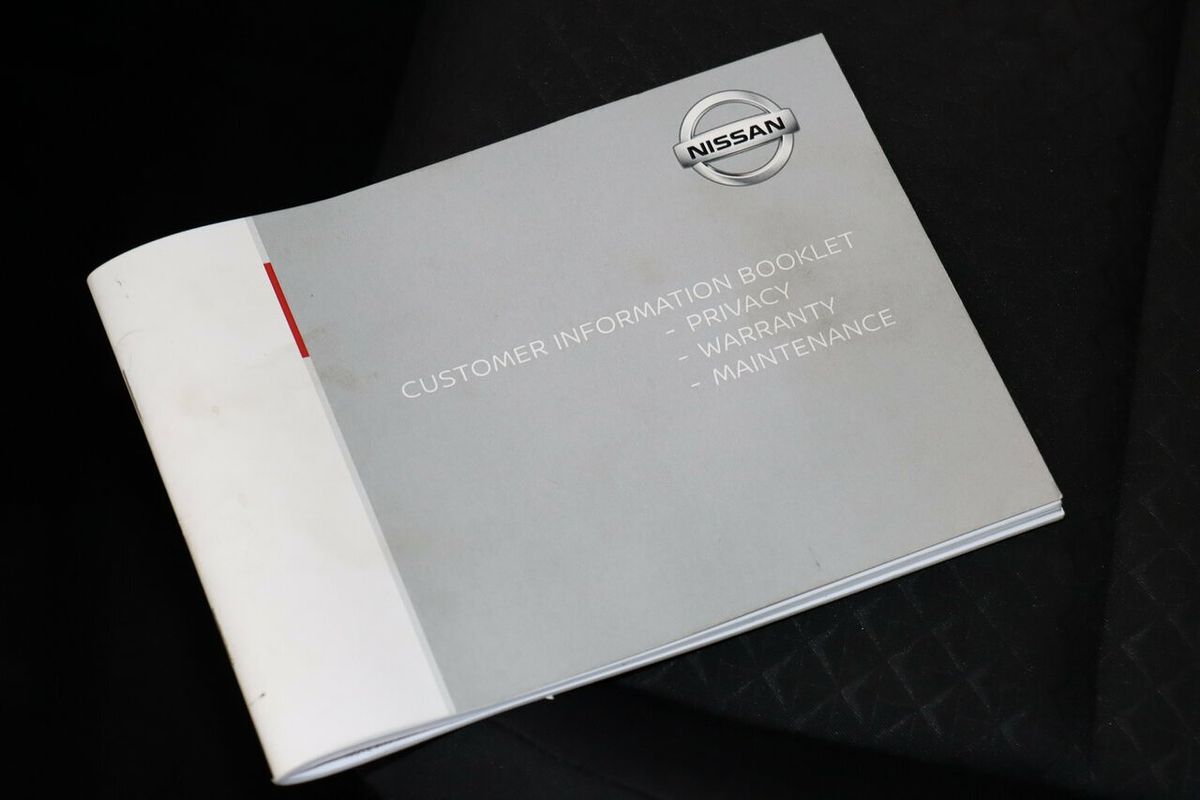 NISSAN
CUSTOMER INFORMATION BOOKLET
- PRIVACY
- WARRANTY
- MAINTENANCE